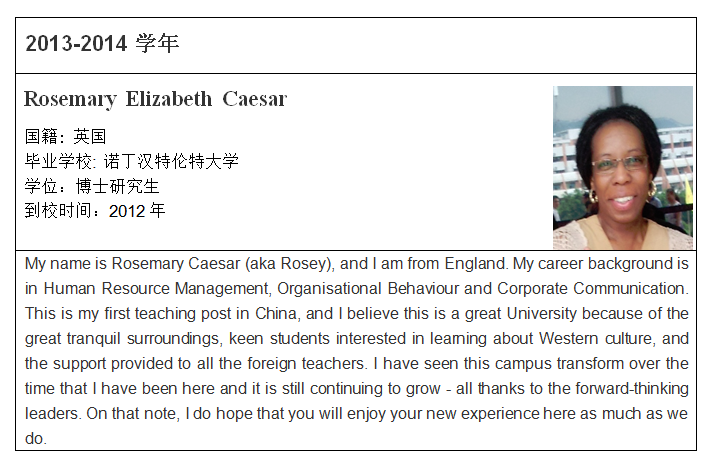 2013-2014 学年
Rosemary Elizabeth Caesar
国籍：英国
毕业学校: 诺丁汉特伦特大学
学位：博士研究生
到校时间：2012 年
My name is Rosemary Caesar (aka Rosey), and I am from England. My career background is
in Human Resource Management, Organisational Behaviour and Corporate Communication.
This is my first teaching post in China, and I believe this is a great University because of the
great tranquil surroundings, keen students interested in learning about Western culture, and
the support provided to all the foreign teachers. I have seen this campus transform over the
time that I have been here and it is still continuing to grow - all thanks to the forward-thinking
leaders. On that note, I do hope that you will enjoy your new experience here as much as we
do.